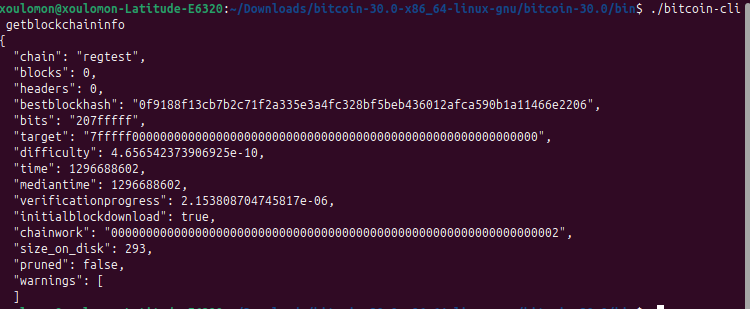 xoulomon@xoulomon-Latitude-E6320:~/Downloads/bitcoin-30.0-x86_64-linux-gnu/bitcoin-30.0/bin$ ./bitcoin-cli
getblockchaininfo
{
"chain": "regtest",
"blocks": 0,
"headers": 0,
"bestblockhash": "0f9188f13cb7b2c71f2a335e3a4fc328bf5beb436012afca590b1a11466e2206",
"bits": "207fffff",
"target": "7fffff0000000000000000000000000000000000000000000000000000000000",
"difficulty": 4.656542373906925e-10,
"time": 1296688602,
"mediantime": 1296688602,
"verificationprogress": 2.153808704745817e-06,
"initialblockdownload": true,
"chainwork": "0000000000000000000000000000000000000000000000000000000000000002",
"size_on_disk": 293,
"pruned": false,
"warnings": [
]